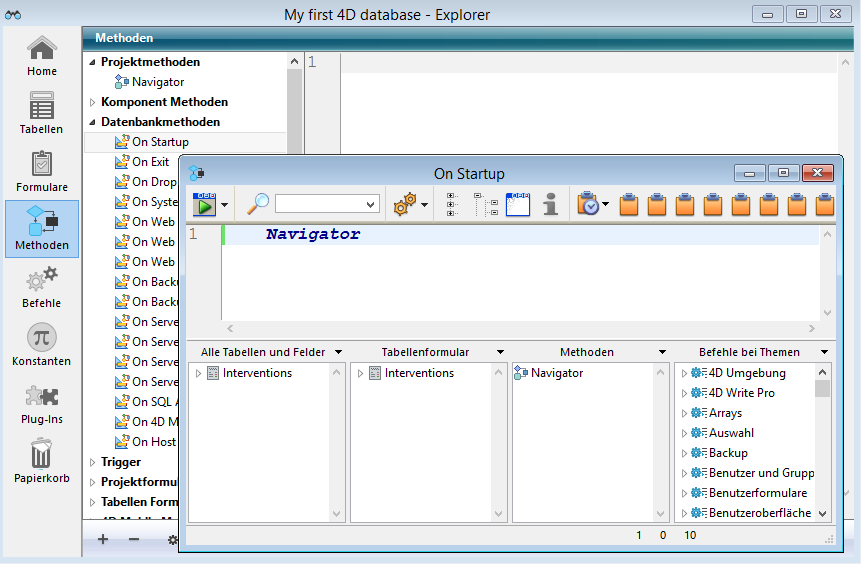 My first 4D database - Explorer
Home
Tabellen
Formulare
Methoden
Befehle
Konstanten
Plug-Ins
Papierkorb
Methoden
Projektmethoden
Navigator
Komponent Methoden
Datenbankmethoden
On Startup
On Exit
On Drop
On Syste
On Web
On Web
On Web
On Backu
On Backu
On Serve
On Serve
On Serve
On Serve
On SQL A
On 4D M
On Host
Trigger
Projektformu
Tabellen Form
1
On Startup
1 Navigator
Alle Tabellen und Felder
Interventions
Tabellenformular
Interventions
Methoden
Navigator
Befehle bei Themen
4D Umgebung
4D Write Pro
Arrays
Auswahl
Backup
Benutzer und Grupp
Benutzerformulare
Benutzeroberfläche
1 0 10